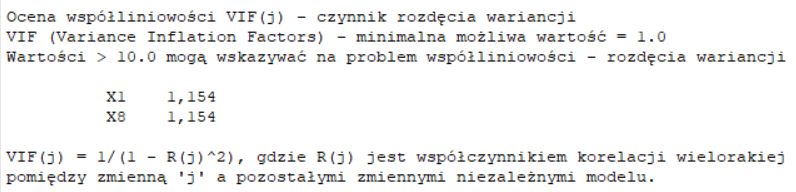 Ocena współliniowości VIF(j) - czynnik rozdęcia wariancji
VIF (Variance Inflation Factors) - minimalna możliwa wartość = 1.0
Wartości > 10.0 mogą wskazywać na problem współliniowości - rozdęcia wariancji
X1 1,154
X8 1,154
VIF(j) = 1/(1 - R(j)^2), gdzie R(j) jest współczynnikiem korelacji wielorakiej
pomiędzy zmienną 'j' a pozostałymi zmiennymi niezależnymi modelu.